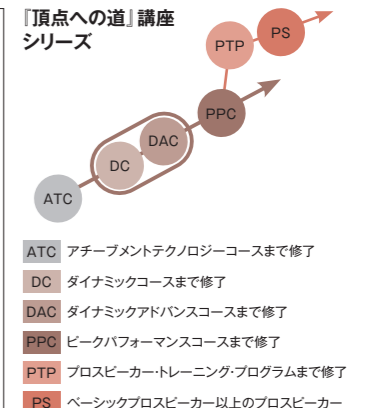 『頂点への道』講座
シリーズ
PS
PTP
PPC
DAC
DC
ATC
ATC アチーブメントテクノロジーコースまで修了
DC ダイナミックコースまで修了
DAC ダイナミックアドバンスコースまで修了
PPC ピークパフォーマンスコースまで修了
PTP プロスピーカー・トレーニング・プログラムまで修了
PS ベーシックプロスピーカー以上のプロスピーカー